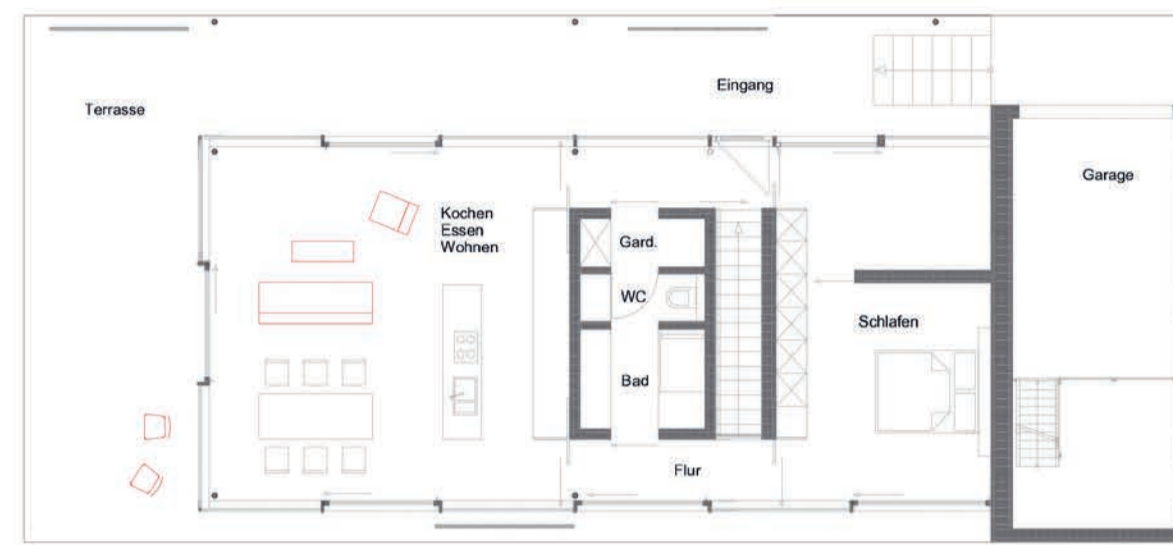 Eingang
Terrasse
Garage
Kochen
Essen
Wohnen
Gard.
WC
Schlafen
Bad
Flur